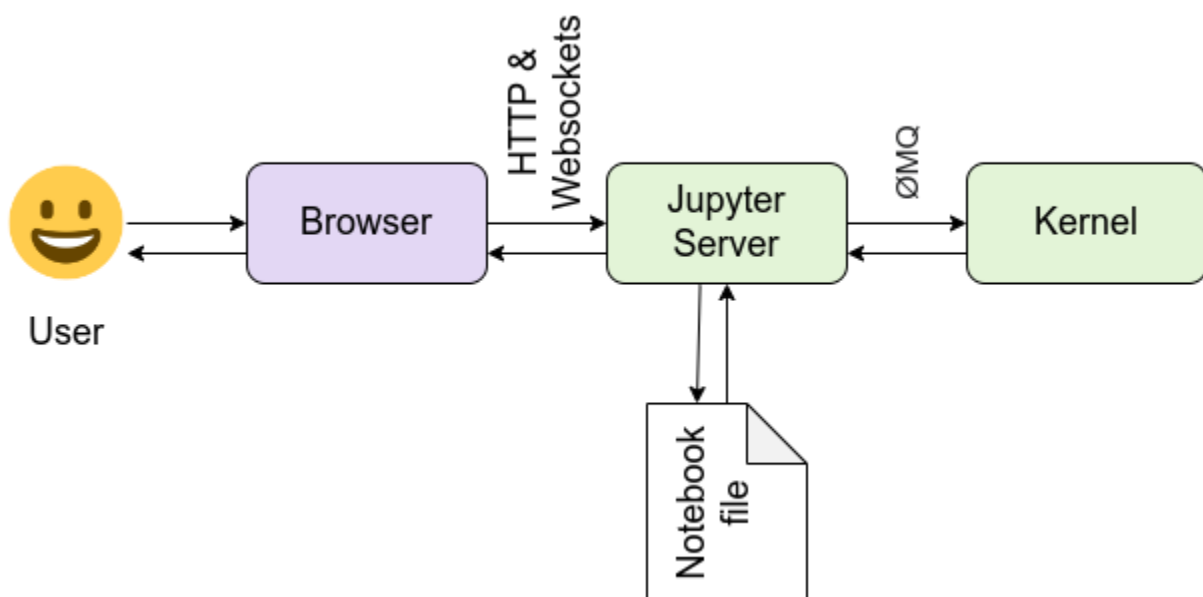 HTTP &
Websockets
ØMQ
Browser
Jupyter
Server
Kernel
User
Notebook
file